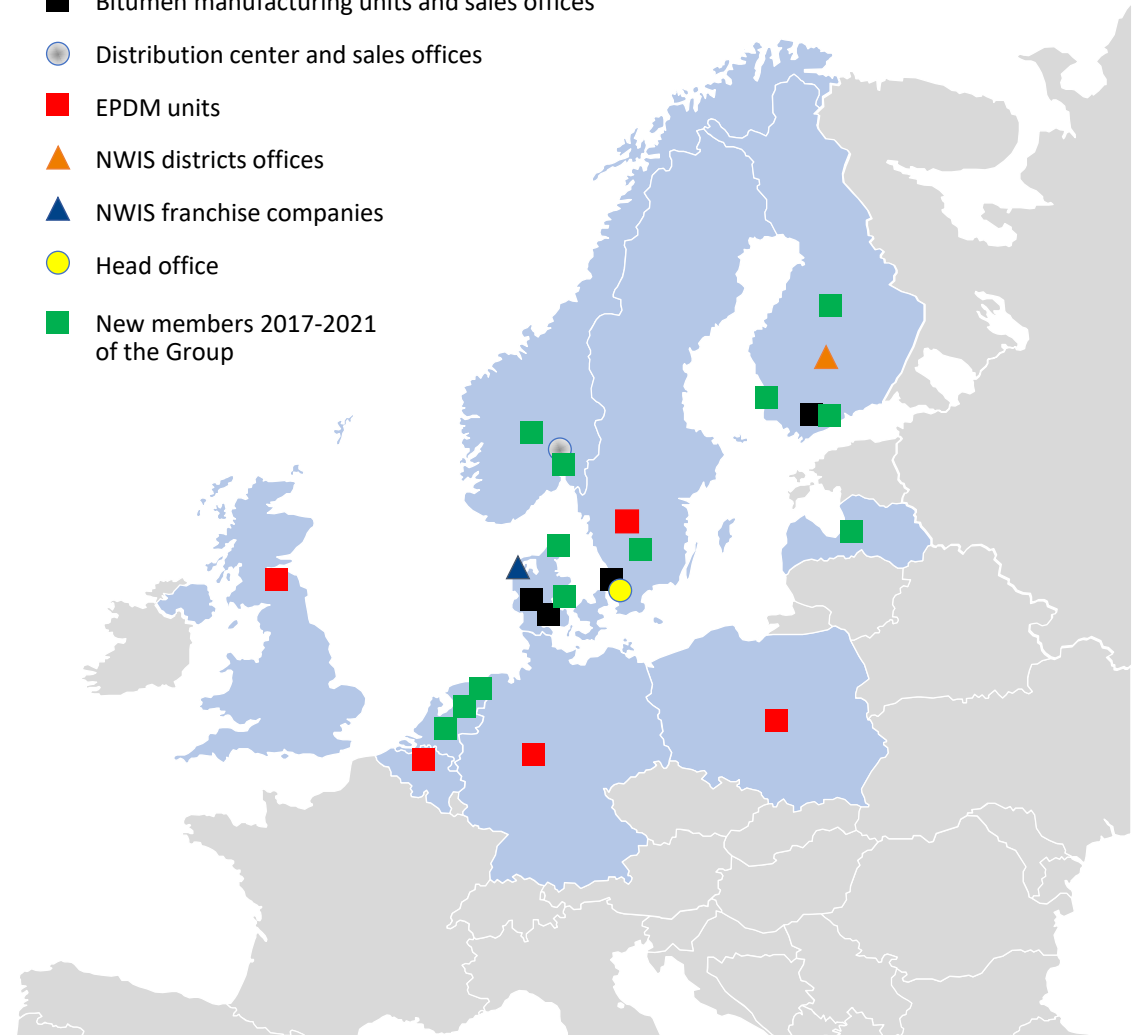 Bitumen manufacturing units and sales offices
Distribution center and sales offices
EPDM units
NWIS districts offices
NWIS franchise companies
Head office
New members 2017-2021
of the Group